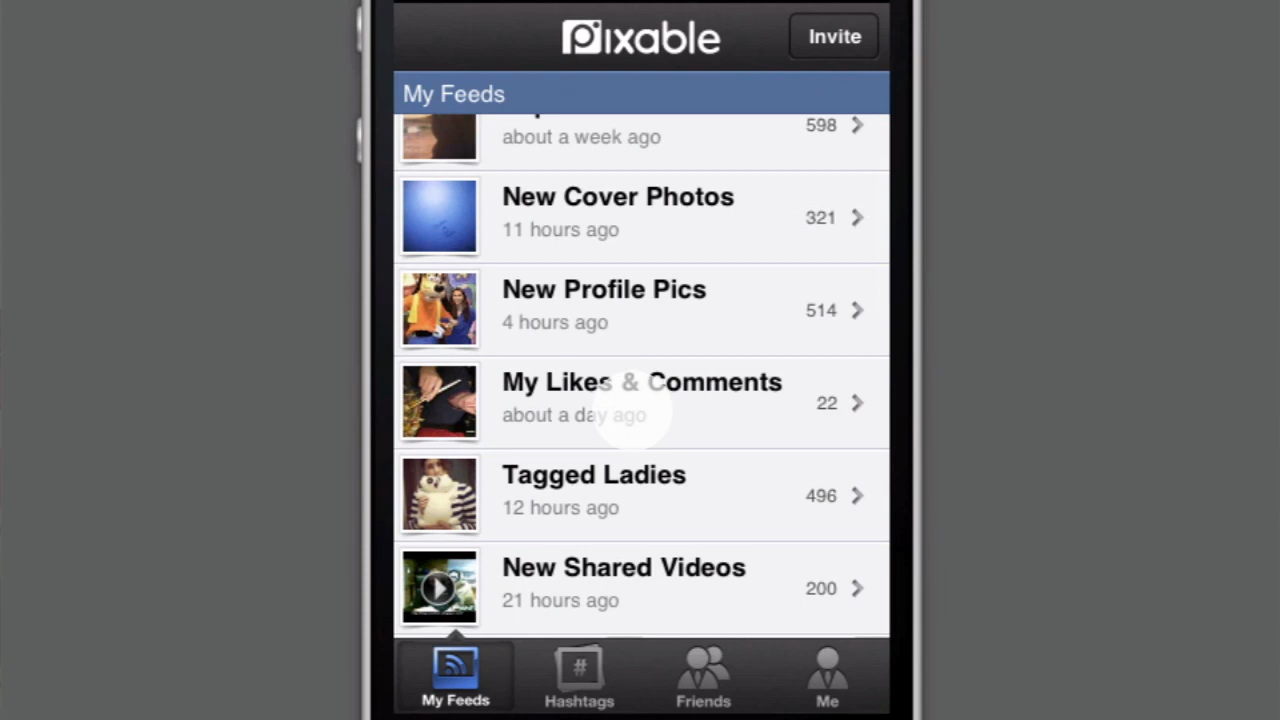 Pixable
Invite
My Feeds
about a week ago
598
New Cover Photos
11 hours ago
321
New Profile Pics
4 hours ago
514
My Likes & Comments
about a day ago
22
Tagged Ladies
12 hours ago
496
New Shared Videos
21 hours ago
200
#
My Feeds
Hashtags
Friends
Me